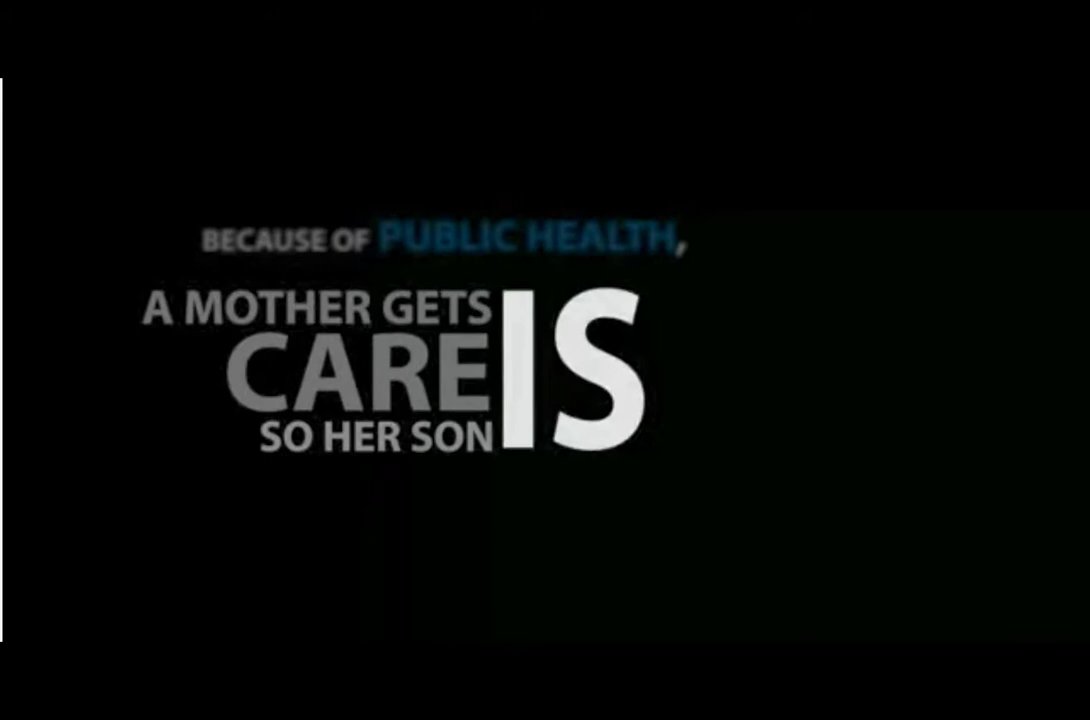 BECAUSE OF PUBLIC HEALTH,
A MOTHER GETS
CARE
SO HER SON
IS